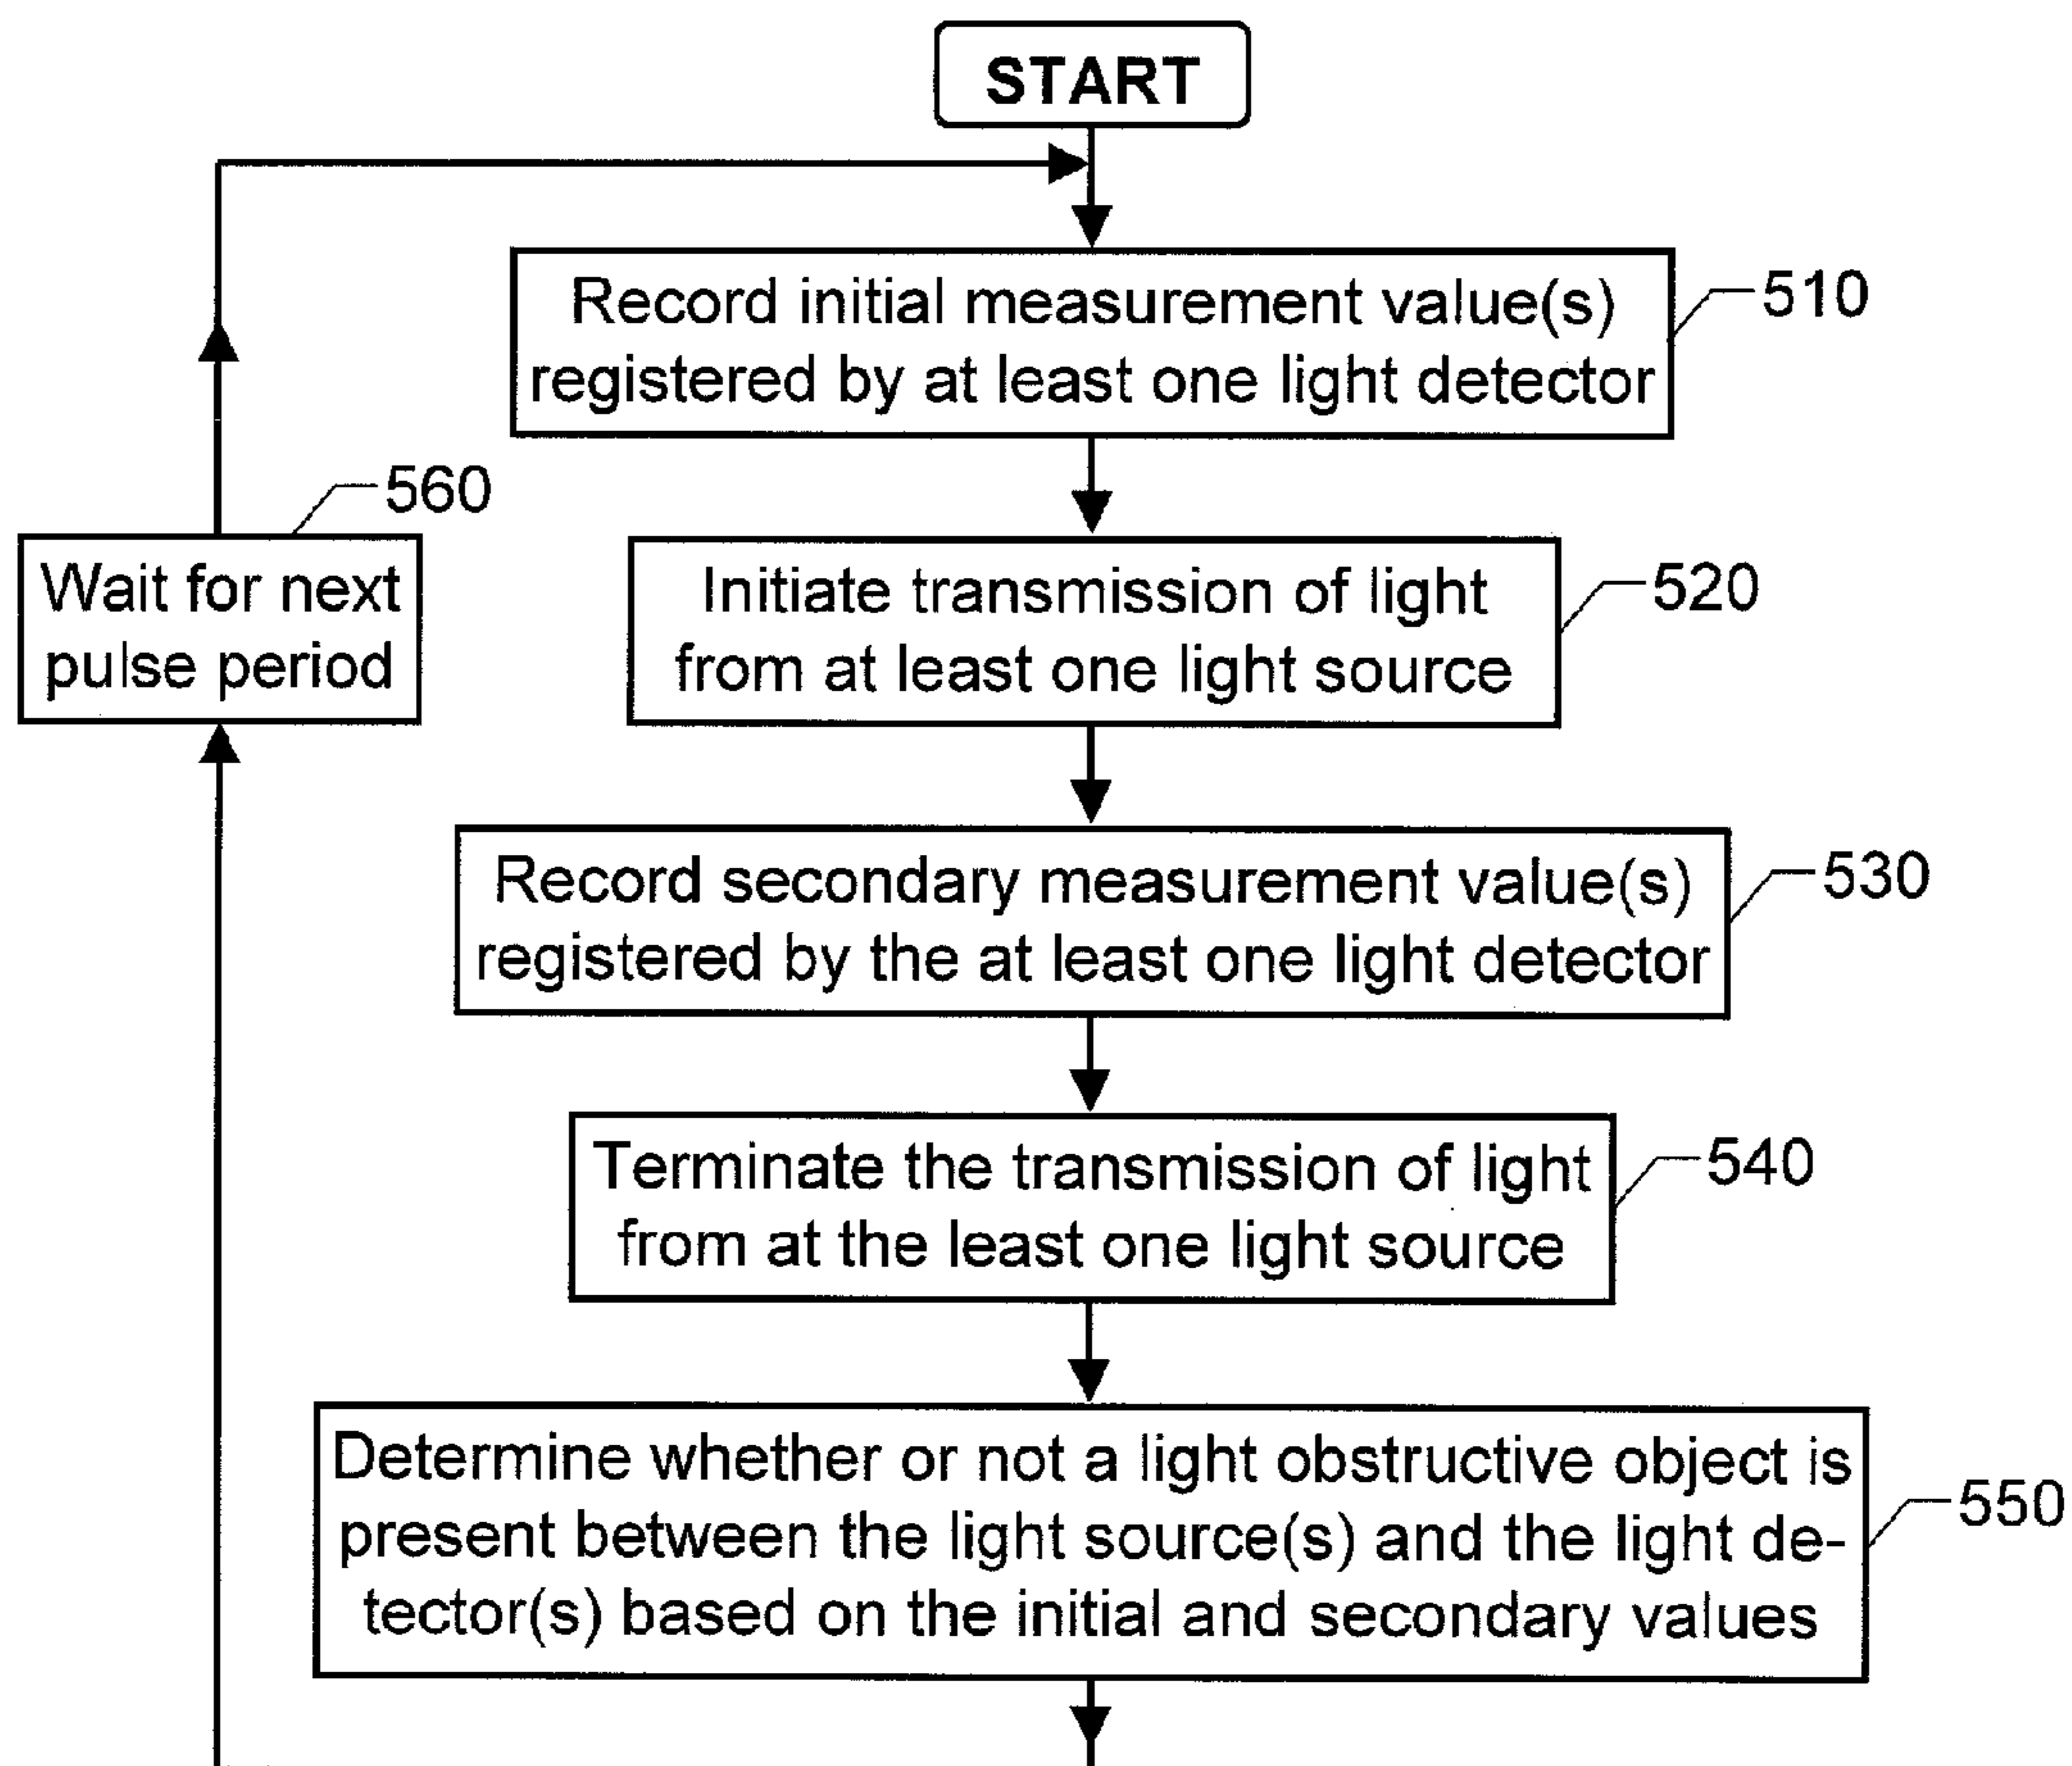 START
Record initial measurement value(s)
registered by at least one light detector
510
560
Wait for next
pulse period
Initiate transmission of light
from at least one light source
520
Record secondary measurement value(s)
registered by the at least one light detector
530
Terminate the transmission of light
from at the least one light source
540
Determine whether or not a light obstructive object is
present between the light source(s) and the light de-
tector(s) based on the initial and secondary values
550